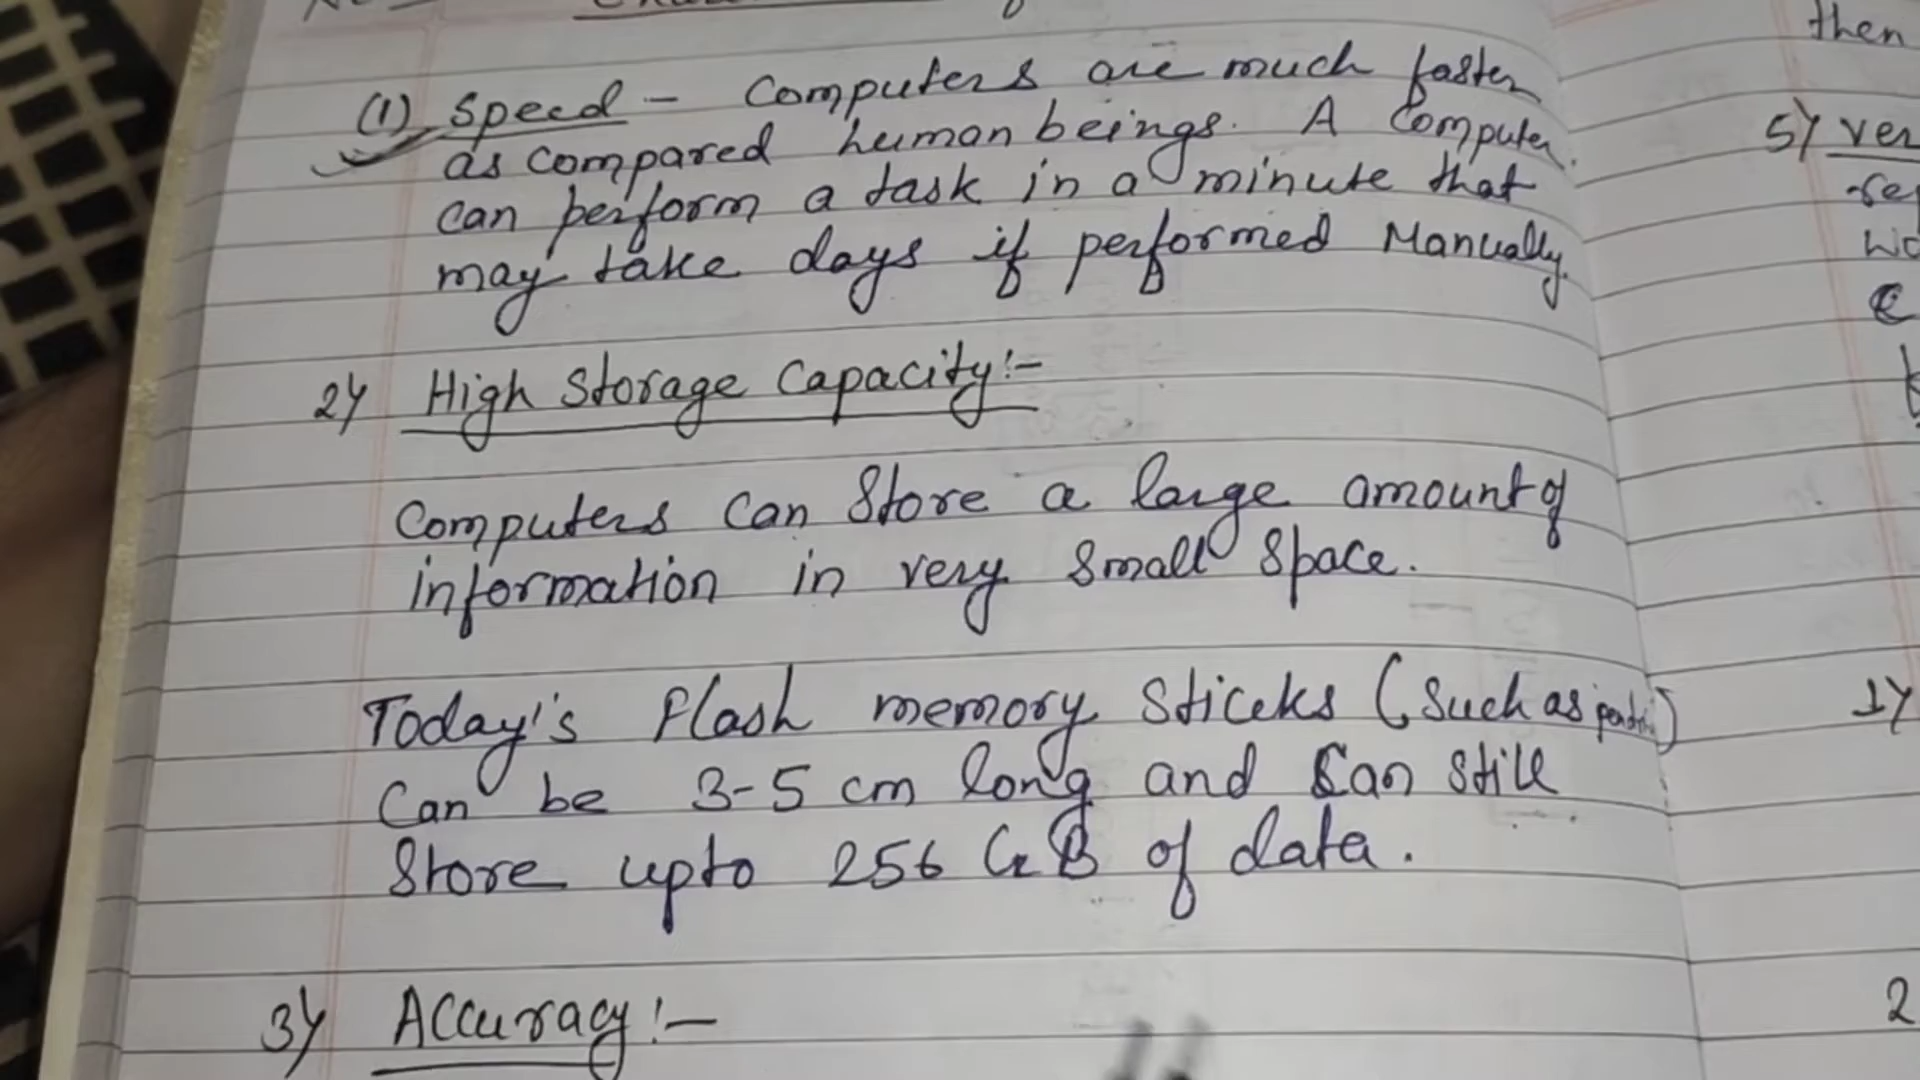 (1) Speed - Computers are much faster
as compared human beings. A Computer.
can perform a task in a minute that
may take days if performed Manually.
2) High Storage Capacity:-
Computers can Store a large amount of
information in very Small Space.
Today's Flash memory Sticeks (Such as
Can be 3-5 cm long and Can still
Store upto 256 GB of data.
3) Accuracy:-
then
5) ver
1)
2